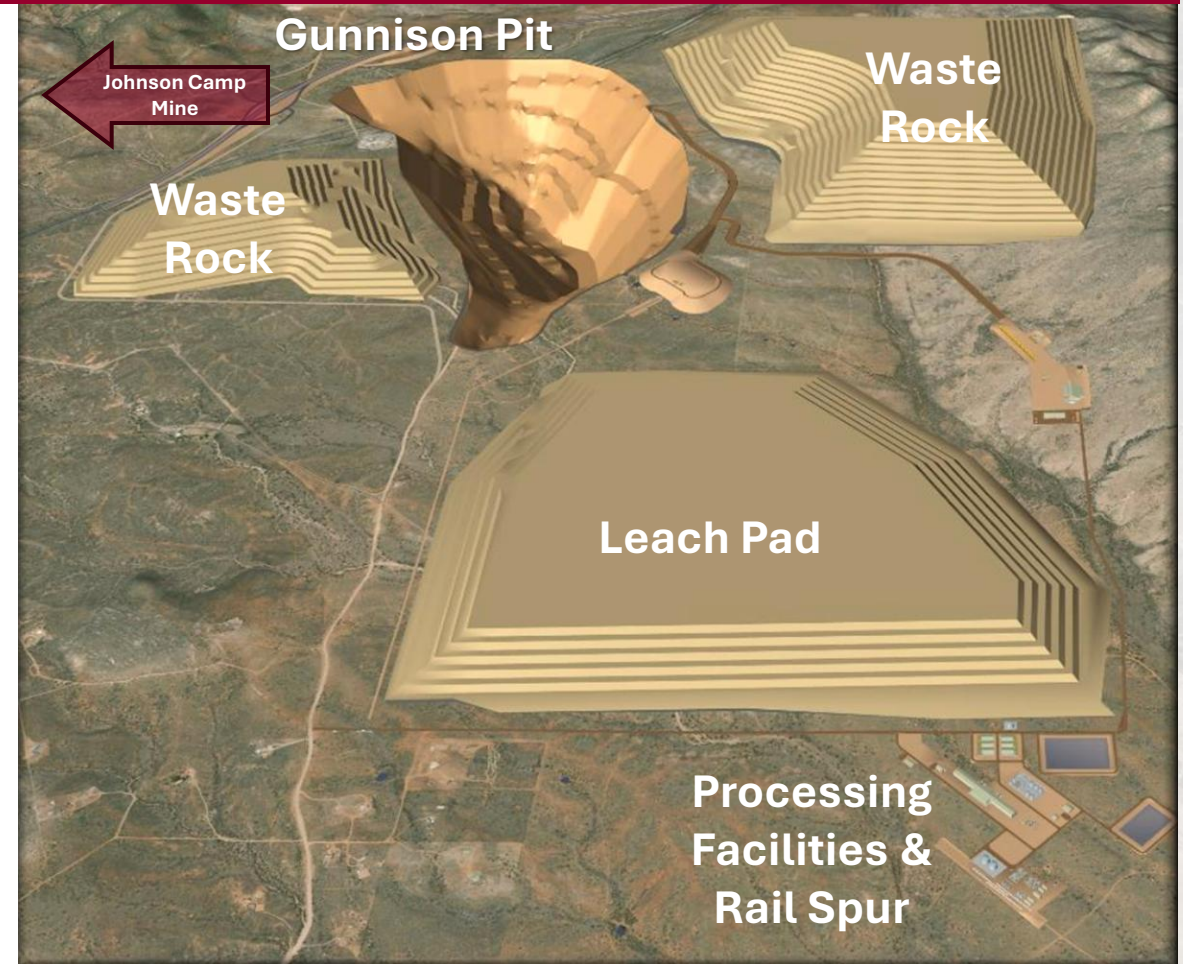 Gunnison Pit
Johnson Camp
Mine
Waste
Rock
Waste
Rock
Leach Pad
Processing
Facilities &
Rail Spur